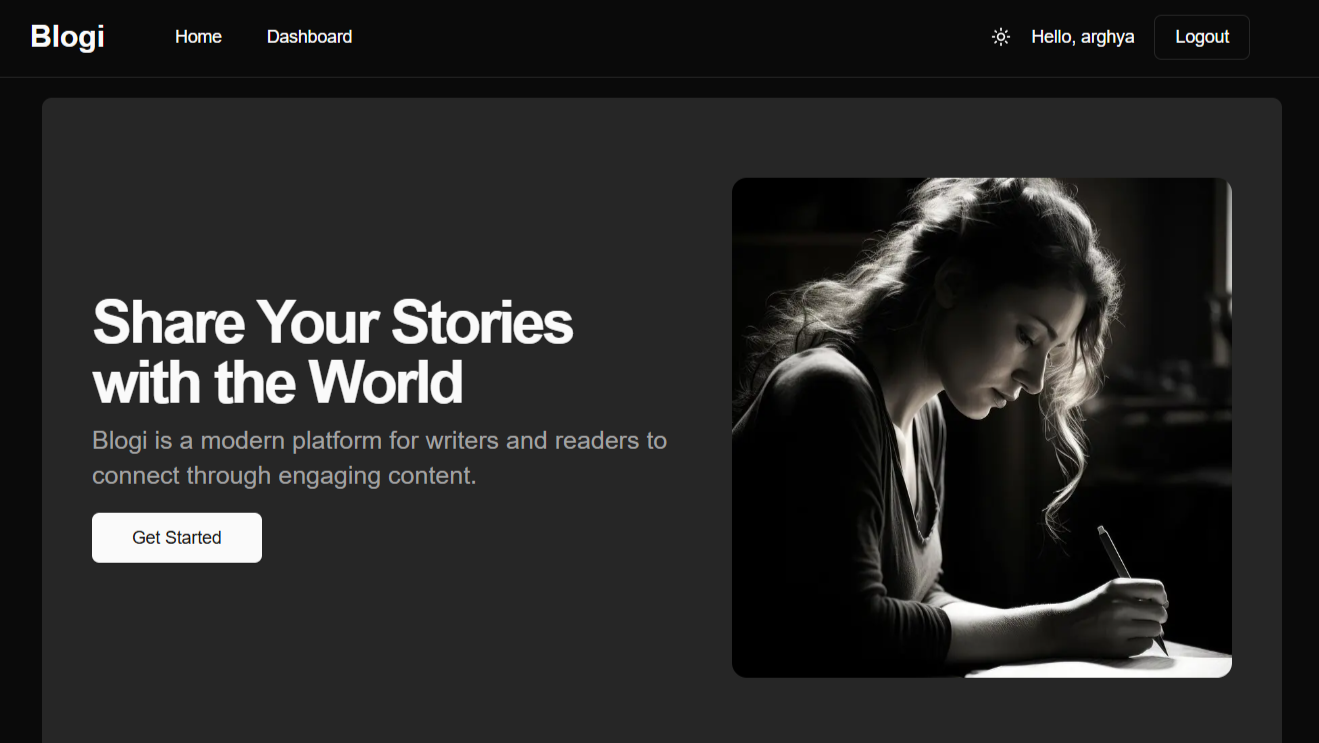 Blogi
Home
Dashboard
Hello, arghya
Logout
Share Your Stories
with the World
Blogi is a modern platform for writers and readers to
connect through engaging content.
Get Started